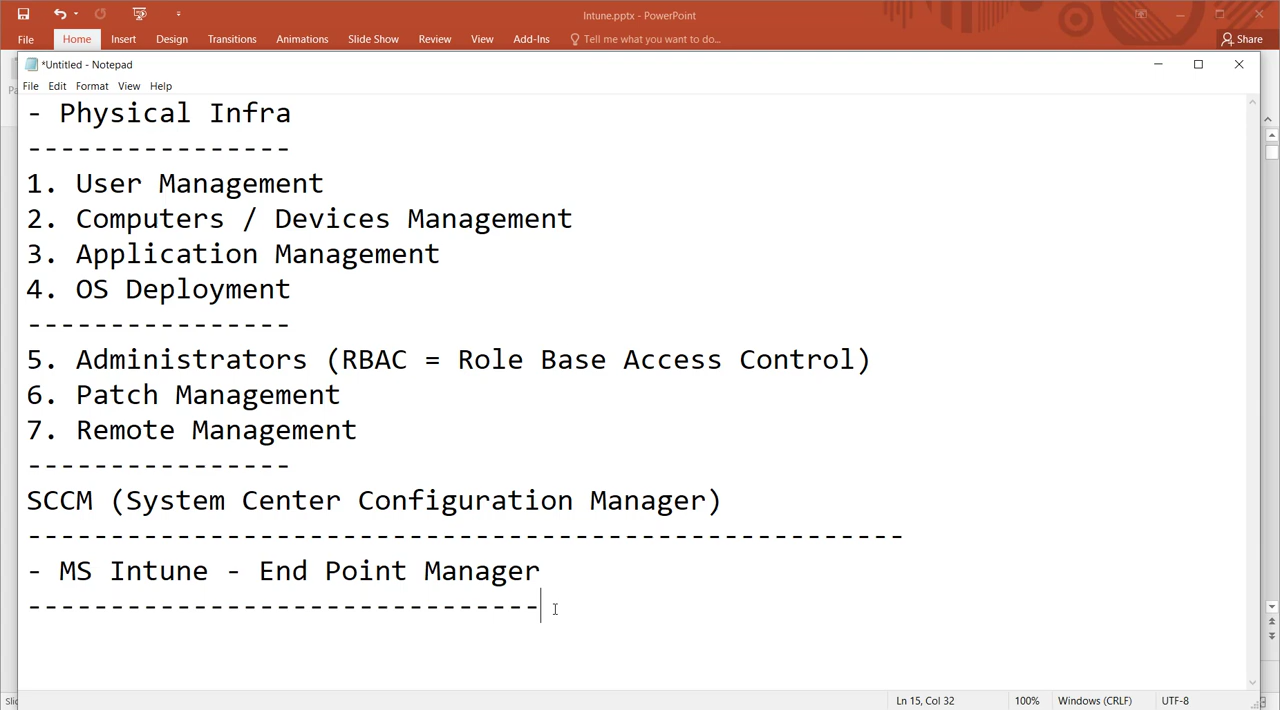 Intune.pptx - PowerPoint
File Home Insert Design Transitions Animations Slide Show Review View Add-Ins Tell me what you want to do... Share
*Untitled - Notepad
File Edit Format View Help
- Physical Infra
----------------
1. User Management
2. Computers / Devices Management
3. Application Management
4. OS Deployment
----------------
5. Administrators (RBAC = Role Base Access Control)
6. Patch Management
7. Remote Management
----------------
SCCM (System Center Configuration Manager)
-----------------------------------------------------
- MS Intune - End Point Manager
-------------------------------
Ln 15, Col 32 100% Windows (CRLF) UTF-8